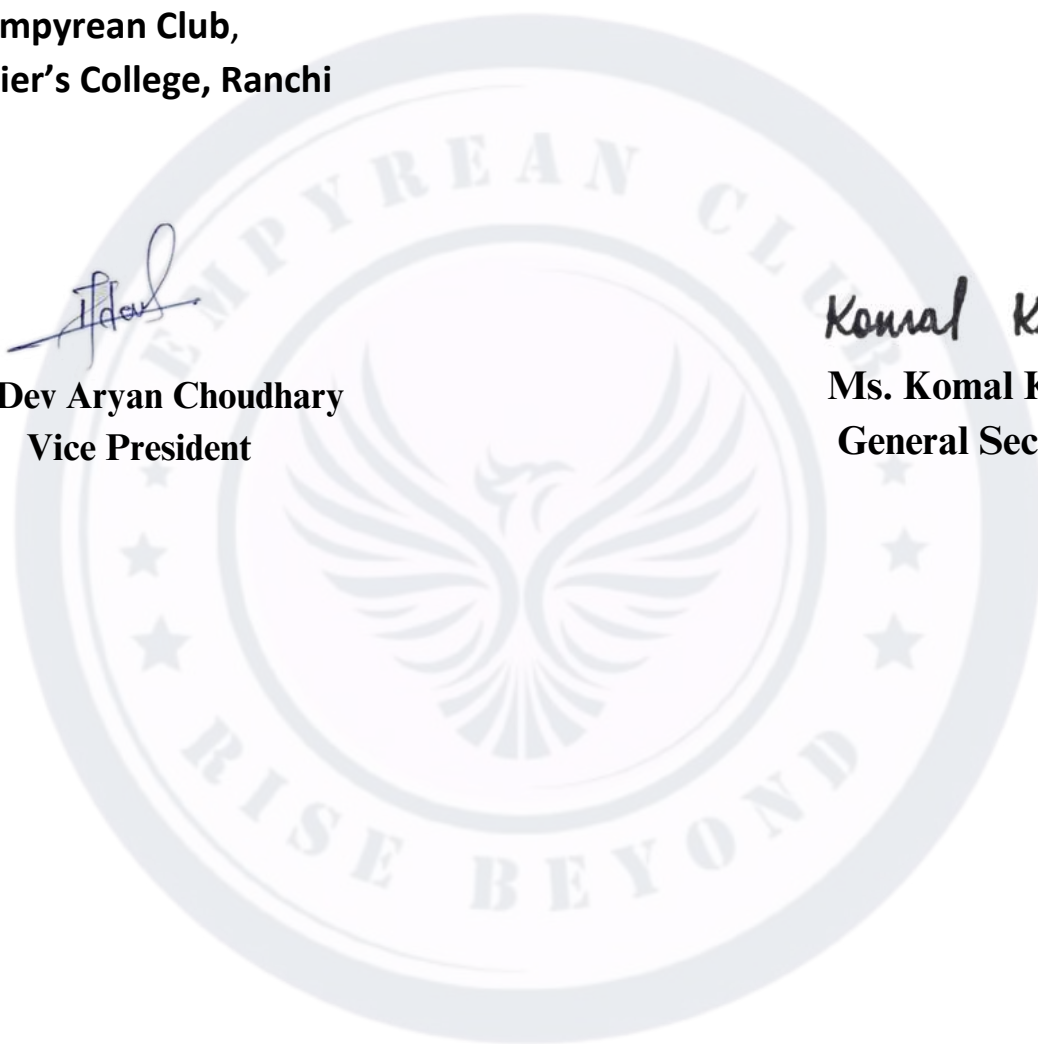 mpyrean Club,
ier’s College, Ranchi
EMPYREAN CLUB
Komal K
Dev Aryan Choudhary
Vice President
Ms. Komal K
General Sec
RISE BEYOND